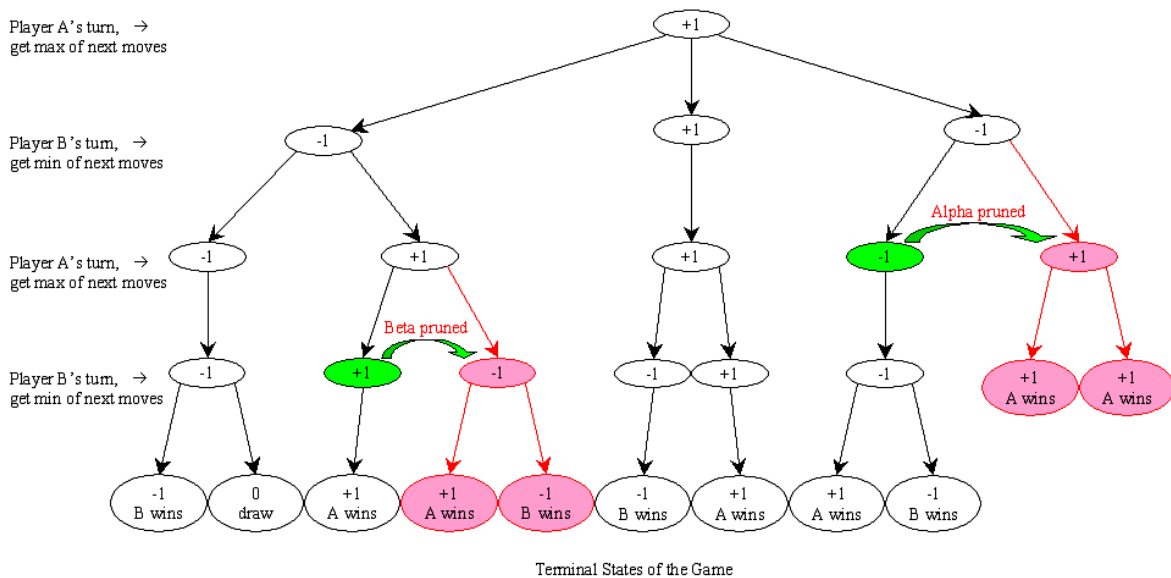 Player A's turn, →
get max of next moves
+1
Player B's turn, →
get min of next moves
-1
+1
-1
Alpha pruned
Player A's turn, →
get max of next moves
-1
+1
+1
-1
+1
Beta pruned
Player B's turn, →
get min of next moves
-1
+1
-1
-1
+1
-1
+1
A wins
+1
A wins
-1
B wins
0
draw
+1
A wins
+1
A wins
-1
B wins
-1
B wins
+1
A wins
+1
A wins
-1
B wins
Terminal States of the Game